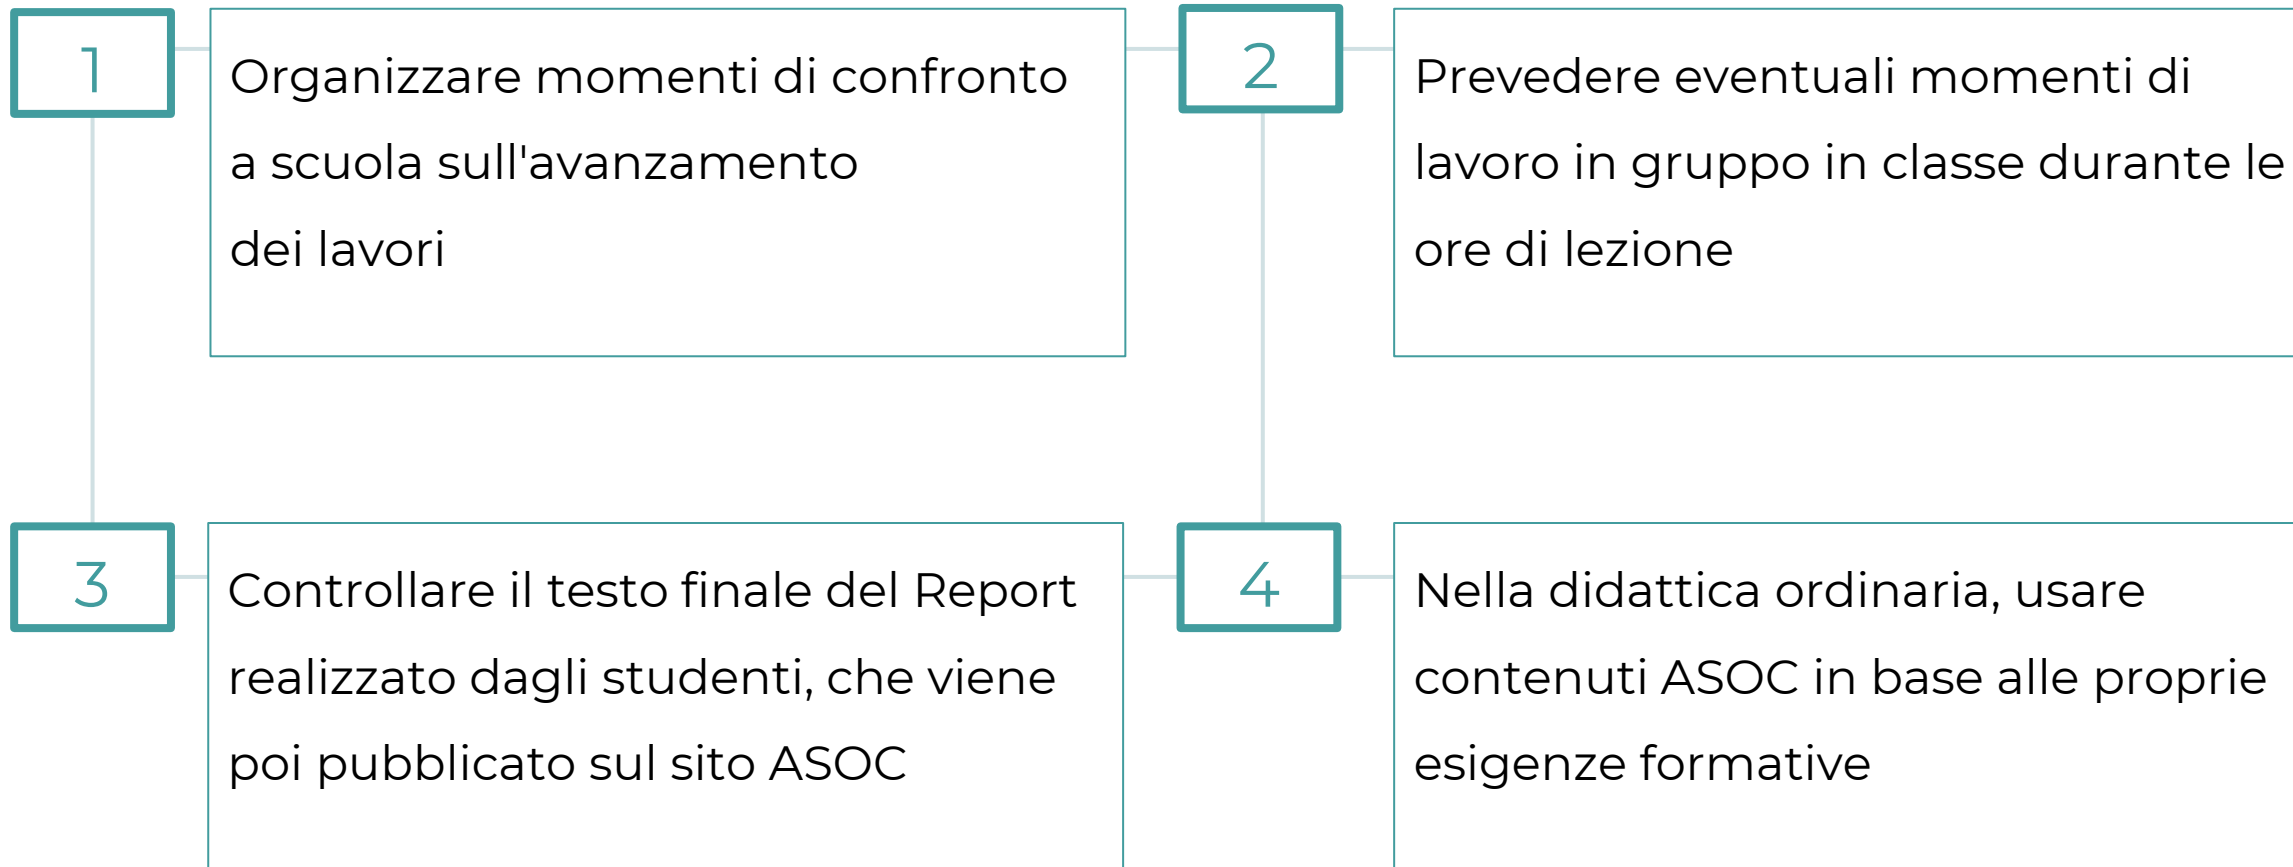 1
Organizzare momenti di confronto
a scuola sull'avanzamento
dei lavori
2
Prevedere eventuali momenti di
lavoro in gruppo in classe durante le
ore di lezione
3
Controllare il testo finale del Report
realizzato dagli studenti, che viene
poi pubblicato sul sito ASOC
4
Nella didattica ordinaria, usare
contenuti ASOC in base alle proprie
esigenze formative